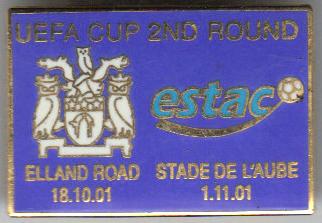 UEFA CUP 2ND ROUND
estac
ELLAND ROAD
18.10.01
STADE DE L'AUBE
1.11.01